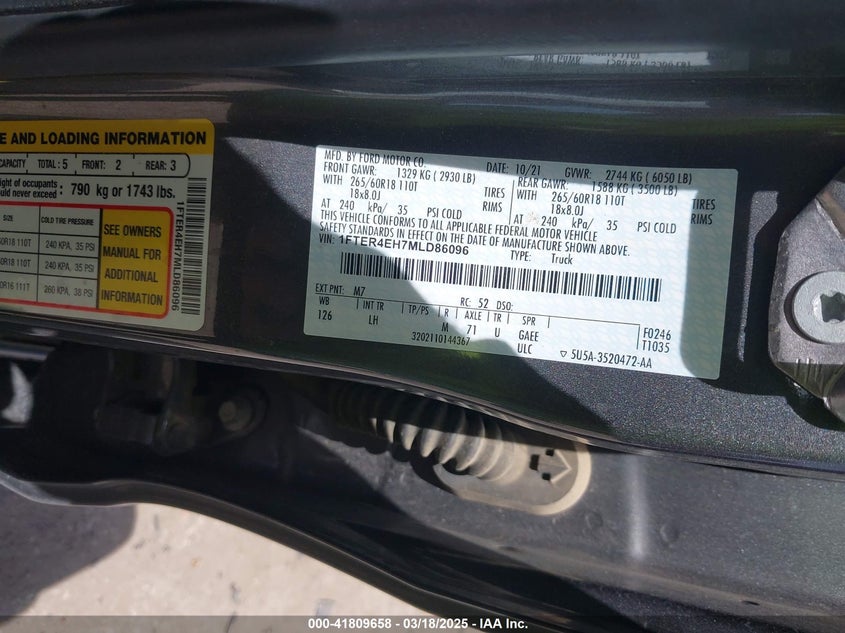 E AND LOADING INFORMATION
CAPACITY TOTAL: 5 FRONT: 2 REAR: 3
ight of occupants
ould never exceed: 790 kg or 1743 lbs.
SIZE COLD TIRE PRESSURE
0R18 110T 240 KPA, 35 PSI
0R18 110T 240 KPA, 35 PSI
0R16 111T 260 KPA, 38 PSI
SEE OWNERS
MANUAL FOR
ADDITIONAL
INFORMATION
1FTER4EH7MLD86096
MFD. BY FORD MOTOR CO. DATE: 10/21 GVWR: 2744 KG ( 6050 LB)
FRONT GAWR: 1329 KG ( 2930 LB) REAR GAWR: 1588 KG ( 3500 LB)
WITH 265/60R18 110T TIRES WITH 265/60R18 110T TIRES
18x8.0J RIMS 18x8.0J RIMS
AT 240 kPa/ 35 PSI COLD AT 240 kPa/ 35 PSI COLD
THIS VEHICLE CONFORMS TO ALL APPLICABLE FEDERAL MOTOR VEHICLE
SAFETY STANDARDS IN EFFECT ON THE DATE OF MANUFACTURE SHOWN ABOVE.
VIN: 1FTER4EH7MLD86096
TYPE: Truck
EXT PNT: M7 RC: 52 DSO:
WB INT TR TP/PS R AXLE TR SPR
126 LH M 71 U GAEE F0246
ULC T1035
3202110144367
▽ 5U5A-3520472-AA
000-41809658 - 03/18/2025 - IAA Inc.